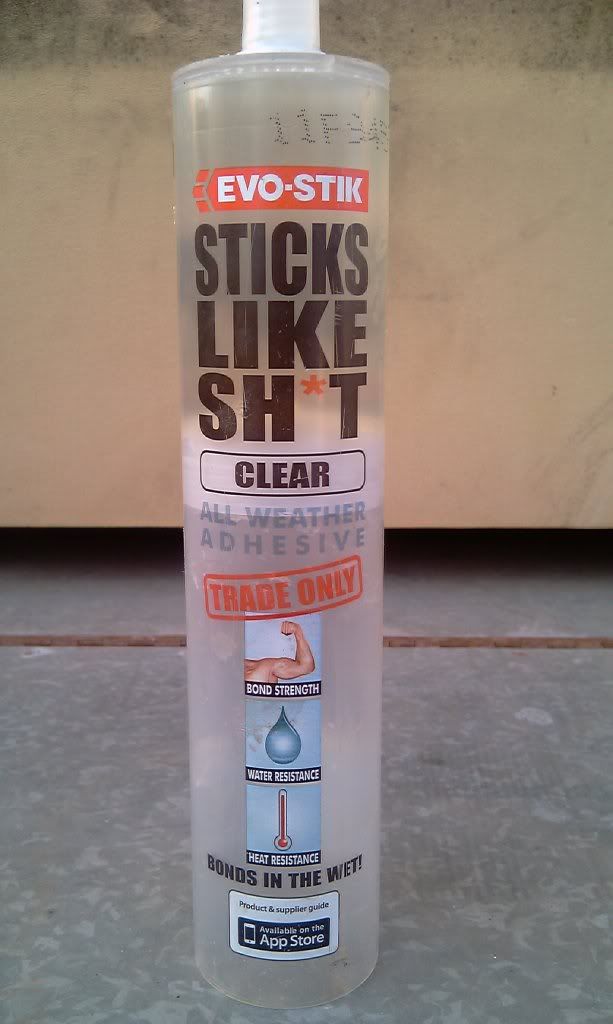 EVO-STIK
STICKS
LIKE
SH*T
CLEAR
ALL WEATHER
ADHESIVE
TRADE ONLY
BOND STRENGTH
WATER RESISTANCE
HEAT RESISTANCE
BONDS IN THE WET!
Product & supplier guide
Available on the
App Store